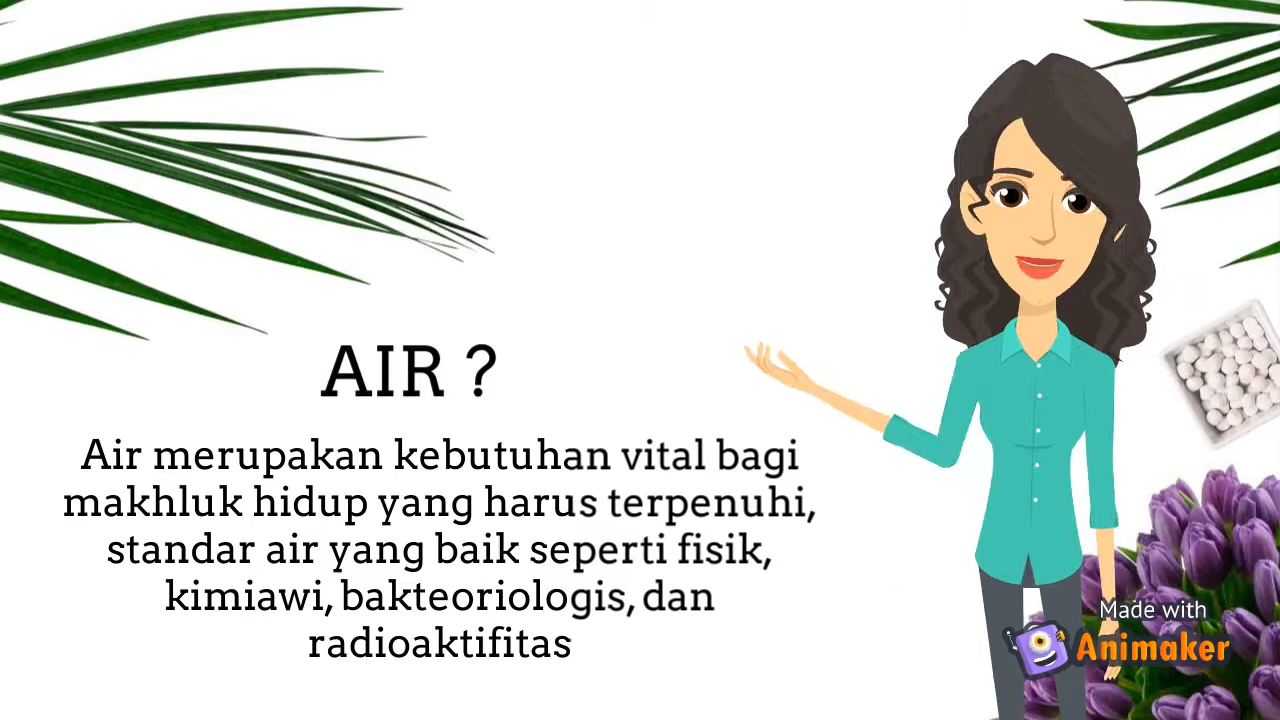 AIR ?
Air merupakan kebutuhan vital bagi
makhluk hidup yang harus terpenuhi,
standar air yang baik seperti fisik,
kimiawi, bakteoriologis, dan
radioaktifitas
Made with
Animaker